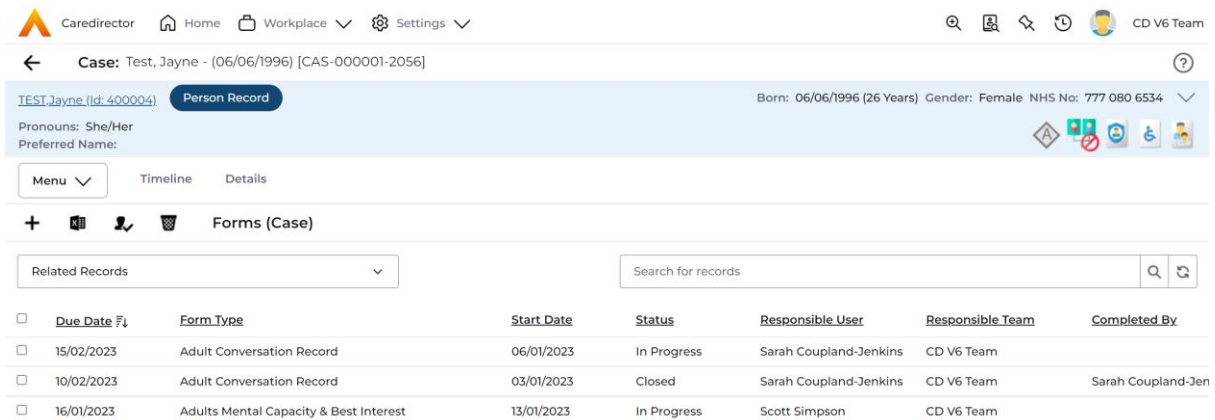 Caredirector Home Workplace Settings CD V6 Team
Case: Test, Jayne - (06/06/1996) [CAS-000001-2056]
TEST,Jayne (Id: 400004) Person Record Born: 06/06/1996 (26 Years) Gender: Female NHS No: 777 080 6534
Pronouns: She/Her
Preferred Name:
Menu Timeline Details
Forms (Case)
Related Records Search for records
Due Date Form Type Start Date Status Responsible User Responsible Team Completed By
15/02/2023 Adult Conversation Record 06/01/2023 In Progress Sarah Coupland-Jenkins CD V6 Team
10/02/2023 Adult Conversation Record 03/01/2023 Closed Sarah Coupland-Jenkins CD V6 Team Sarah Coupland-Jen
16/01/2023 Adults Mental Capacity & Best Interest 13/01/2023 In Progress Scott Simpson CD V6 Team